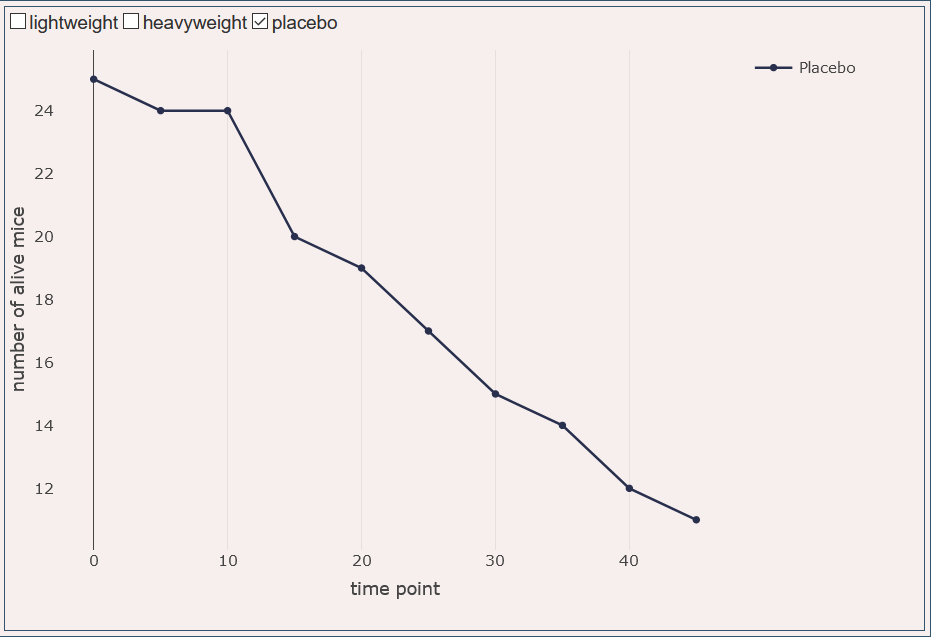 lightweight heavyweight placebo
Placebo
24
22
20
18
16
14
12
number of alive mice
0 10 20 30 40
time point